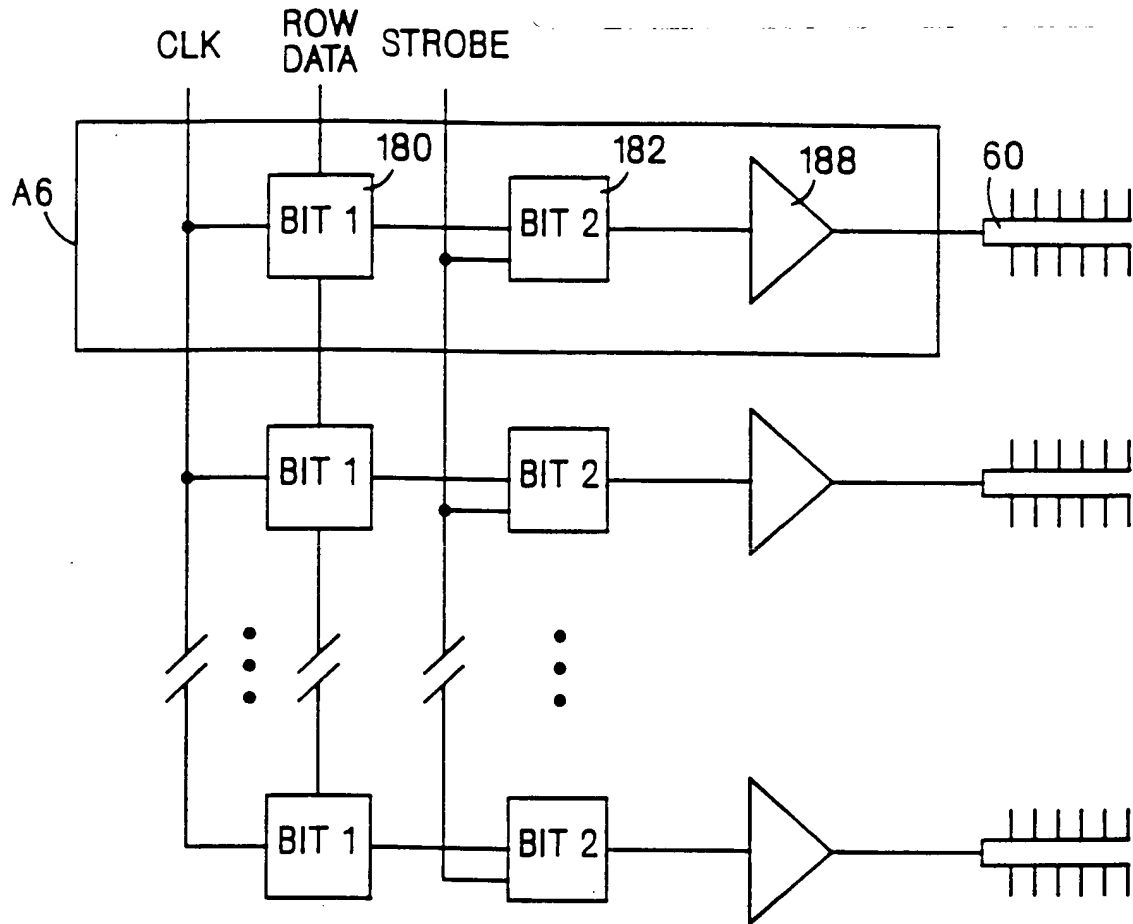 CLK
ROW
DATA
STROBE
A6
180
182
188
60
BIT 1
BIT 2
BIT 1
BIT 2
BIT 1
BIT 2